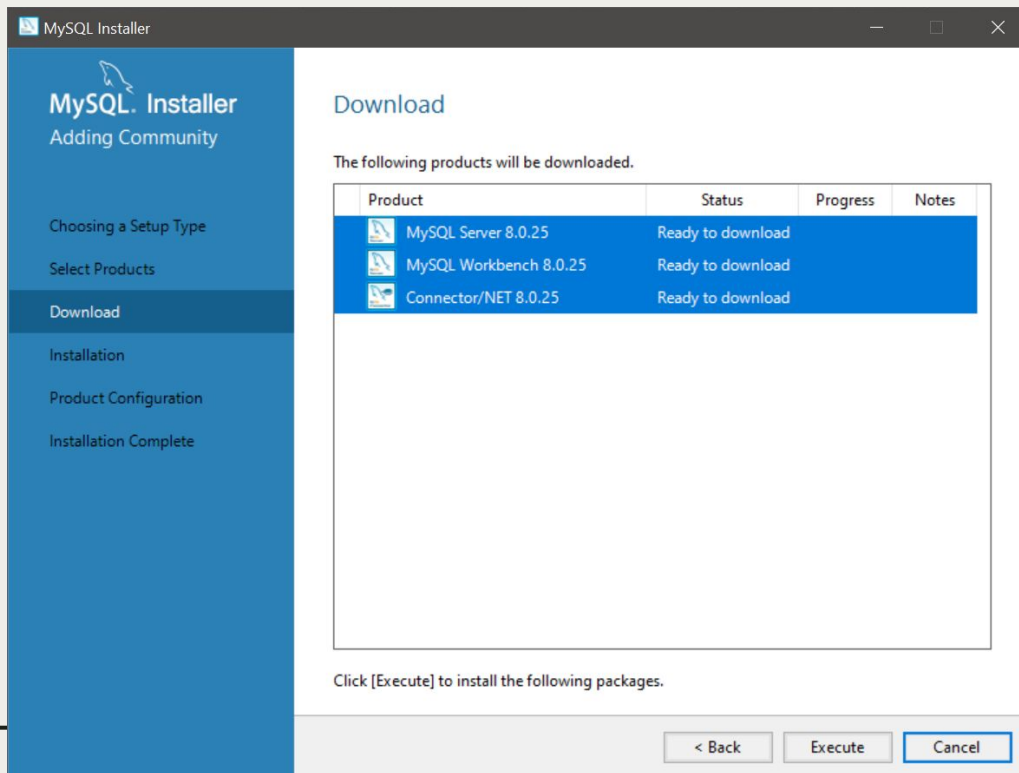 MySQL Installer
MySQL. Installer
Adding Community
Choosing a Setup Type
Select Products
Download
Installation
Product Configuration
Installation Complete
Download
The following products will be downloaded.
Product Status Progress Notes
MySQL Server 8.0.25 Ready to download
MySQL Workbench 8.0.25 Ready to download
Connector/NET 8.0.25 Ready to download
Click [Execute] to install the following packages.
< Back Execute Cancel